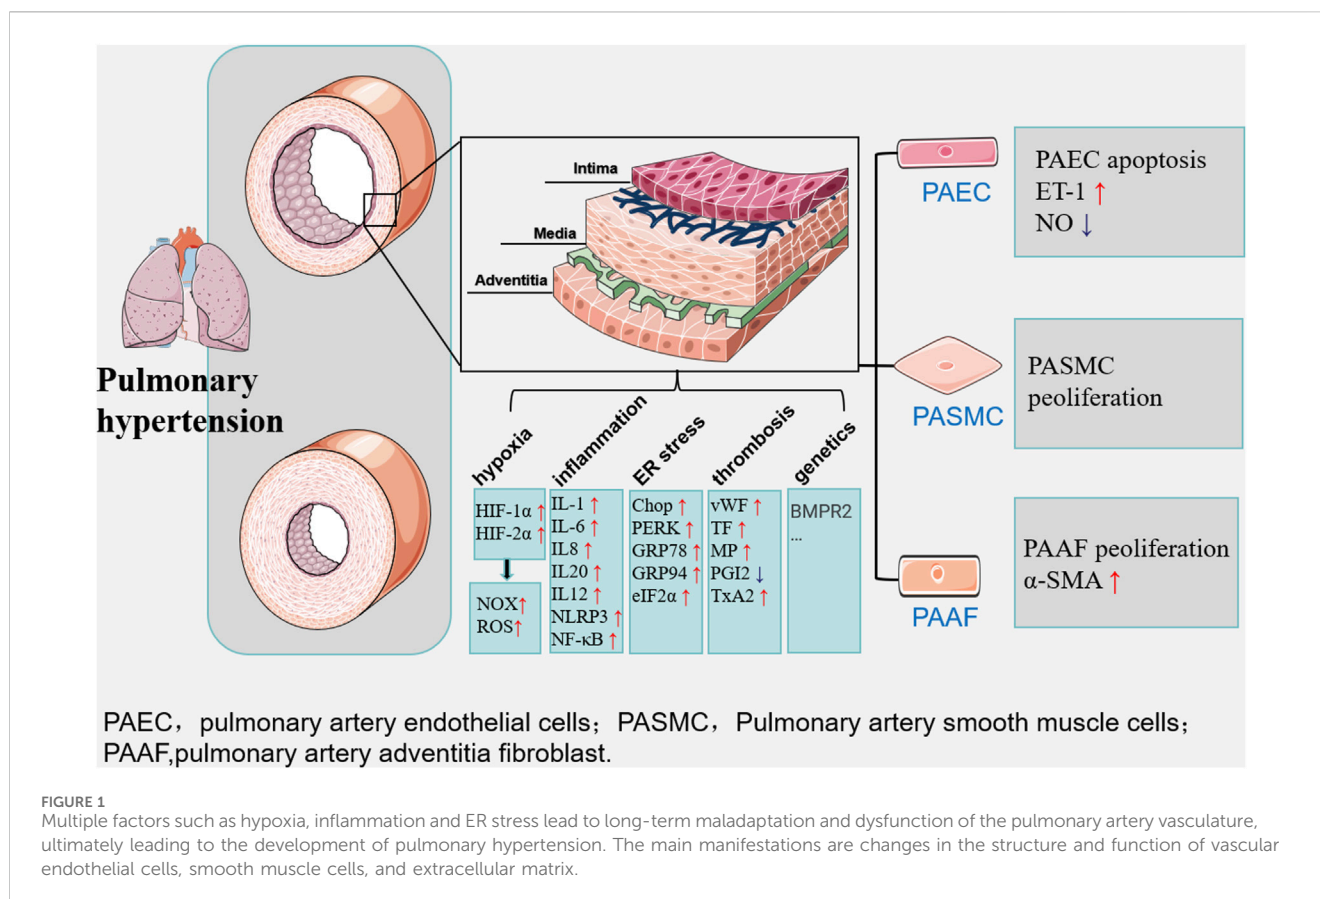 Intima
Media
Adventitia
Pulmonary
hypertension
PAEC
PAEC apoptosis
ET-1 ↑
NO ↓
PASMC
PASMC
peoliferation
PAAF
PAAF peoliferation
α-SMA ↑
hypoxia
HIF-1α ↑
HIF-2α ↑
NOX↑
ROS↑
inflammation
IL-1 ↑
IL-6 ↑
IL8 ↑
IL20 ↑
IL12 ↑
NLRP3 ↑
NF-κB ↑
ER stress
Chop ↑
PERK ↑
GRP78 ↑
GRP94 ↑
eIF2α ↑
thrombosis
vWF ↑
TF ↑
MP ↑
PGI2 ↓
TxA2 ↑
genetics
BMPR2
...
PAEC，pulmonary artery endothelial cells；PASMC，Pulmonary artery smooth muscle cells；
PAAF,pulmonary artery adventitia fibroblast.
FIGURE 1
Multiple factors such as hypoxia, inflammation and ER stress lead to long-term maladaptation and dysfunction of the pulmonary artery vasculature,
ultimately leading to the development of pulmonary hypertension. The main manifestations are changes in the structure and function of vascular
endothelial cells, smooth muscle cells, and extracellular matrix.